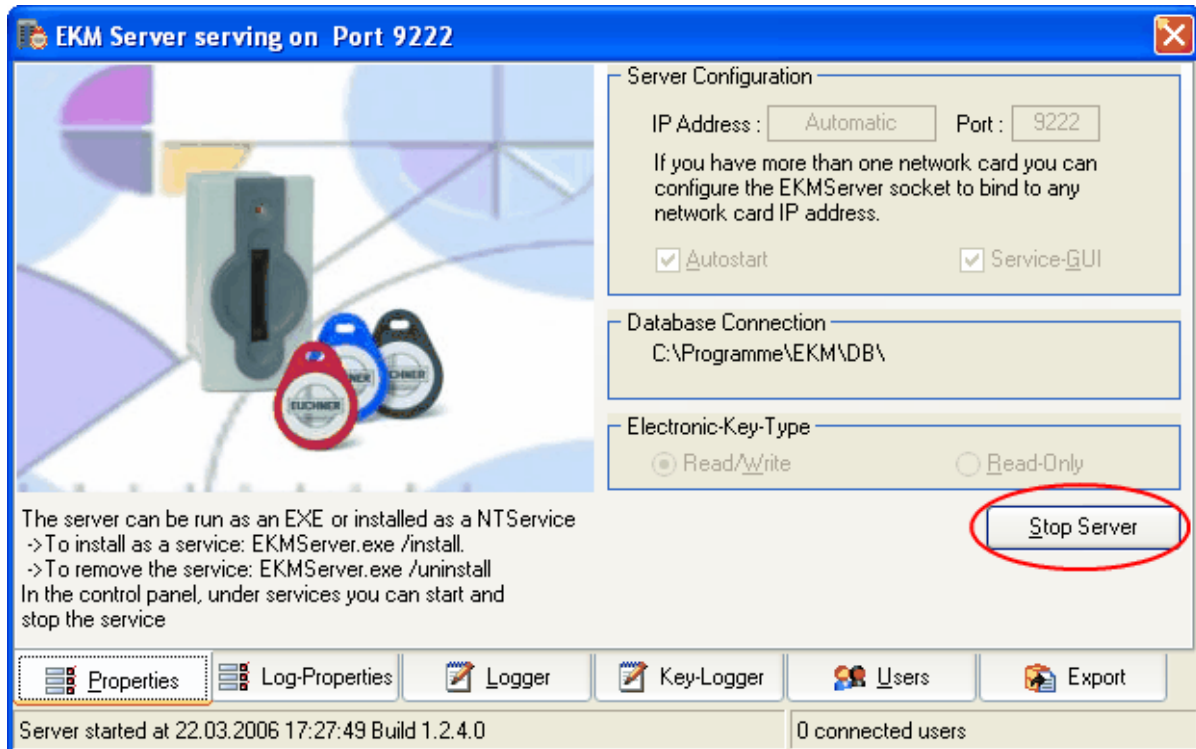 EKM Server serving on Port 9222
Server Configuration
IP Address : Automatic Port : 9222
If you have more than one network card you can
configure the EKMServer socket to bind to any
network card IP address.
Autostart Service-GUI
Database Connection
C:\Programme\EKM\DB\
Electronic-Key-Type
Read/Write Read-Only
EUCHNER
NER
CHNER
Stop Server
The server can be run as an EXE or installed as a NTService
->To install as a service: EKMServer.exe /install.
->To remove the service: EKMServer.exe /uninstall
In the control panel, under services you can start and
stop the service
Properties Log-Properties Logger Key-Logger Users Export
Server started at 22.03.2006 17:27:49 Build 1.2.4.0 0 connected users